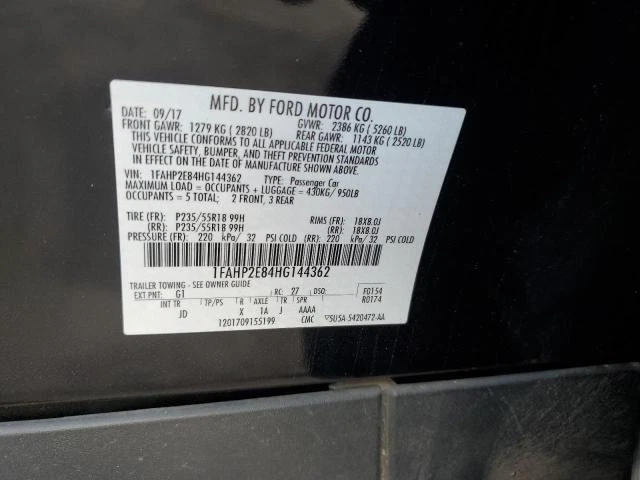 MFD. BY FORD MOTOR CO.
DATE: 09/17 GVWR: 2386 KG ( 5260 LB)
FRONT GAWR: 1279 KG ( 2820 LB) REAR GAWR: 1143 KG ( 2520 LB)
THIS VEHICLE CONFORMS TO ALL APPLICABLE FEDERAL MOTOR
VEHICLE SAFETY, BUMPER, AND THEFT PREVENTION STANDARDS
IN EFFECT ON THE DATE OF MANUFACTURE SHOWN ABOVE.
VIN: 1FAHP2E84HG144362 TYPE: Passenger Car
MAXIMUM LOAD = OCCUPANTS + LUGGAGE = 430KG/ 950LB
OCCUPANTS = 5 TOTAL; 2 FRONT, 3 REAR
TIRE (FR): P235/55R18 99H RIMS (FR): 18X8.0J
(R): P235/55R18 99H (R): 18X8.0J
PRESSURE (FR): 220 kPa/ 32 PSI COLD (RR): 220 kPa/ 32 PSI COLD
1FAHP2E84HG144362
TRAILER TOWING - SEE OWNER GUIDE
EXT PNT: G1 RC: 27 DSO: F0154
INT TR TP/PS R AXLE TR SPR R0174
JD X 1A J AAAA
1201709155199 CMC 5U5A-5420472-AA